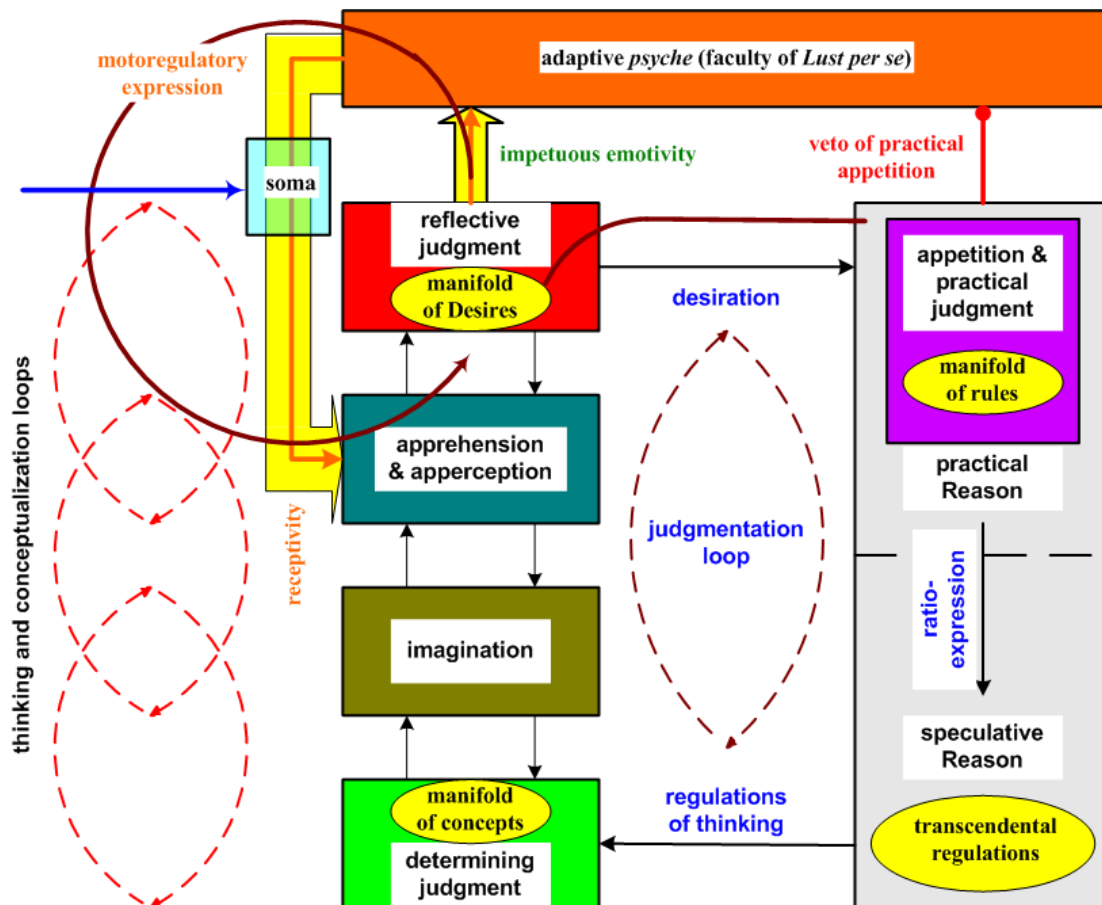 adaptive psyche (faculty of Lust per se)
motoregulatory
expression
impetuous emotivity
veto of practical
appetition
soma
reflective
judgment
manifold
of Desires
desiration
appetition &
practical
judgment
manifold
of rules
apprehension
& apperception
receptivity
practical
Reason
judgmentation
loop
ratio-
expression
imagination
thinking and conceptualization loops
speculative
Reason
manifold
of concepts
determining
judgment
regulations
of thinking
transcendental
regulations